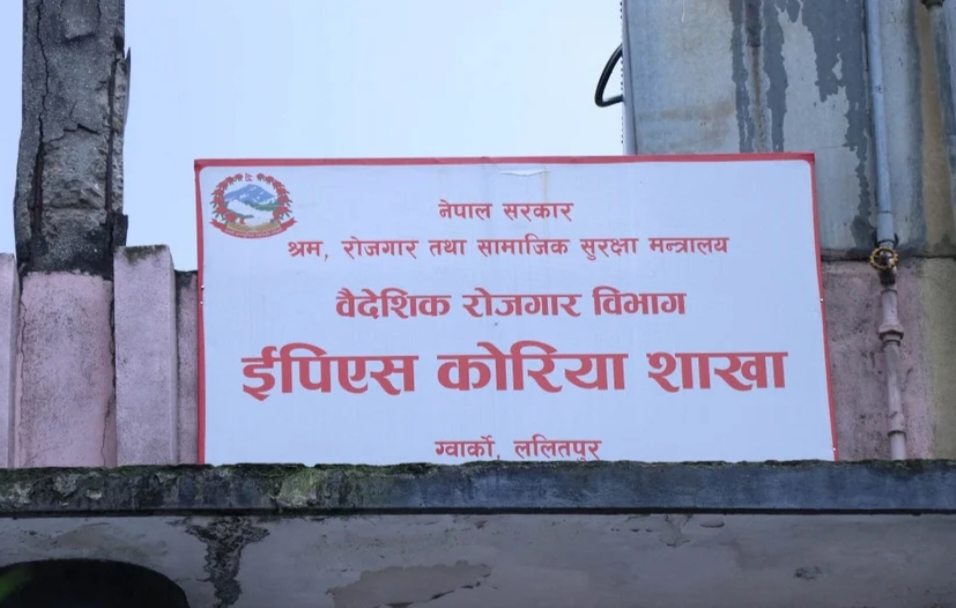 नेपाल सरकार
श्रम, रोजगार तथा सामाजिक सुरक्षा मन्त्रालय
वैदेशिक रोजगार विभाग
ईपिएस कोरिया शाखा
ग्वार्को, ललितपुर